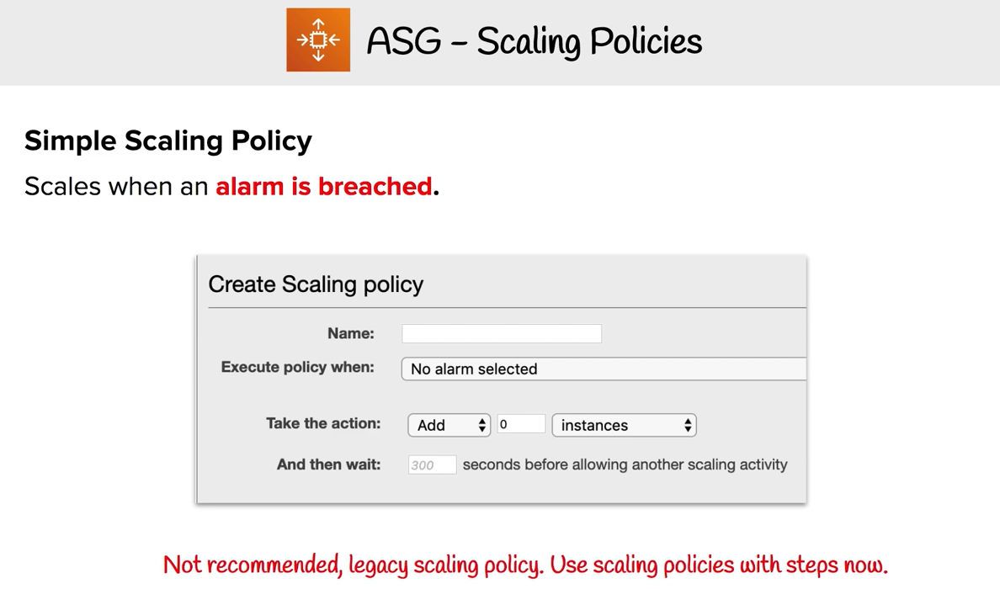 ASG – Scaling Policies
Simple Scaling Policy
Scales when an alarm is breached.
Create Scaling policy
Name:
Execute policy when: No alarm selected
Take the action: Add 0 instances
And then wait: 300 seconds before allowing another scaling activity
Not recommended, legacy scaling policy. Use scaling policies with steps now.